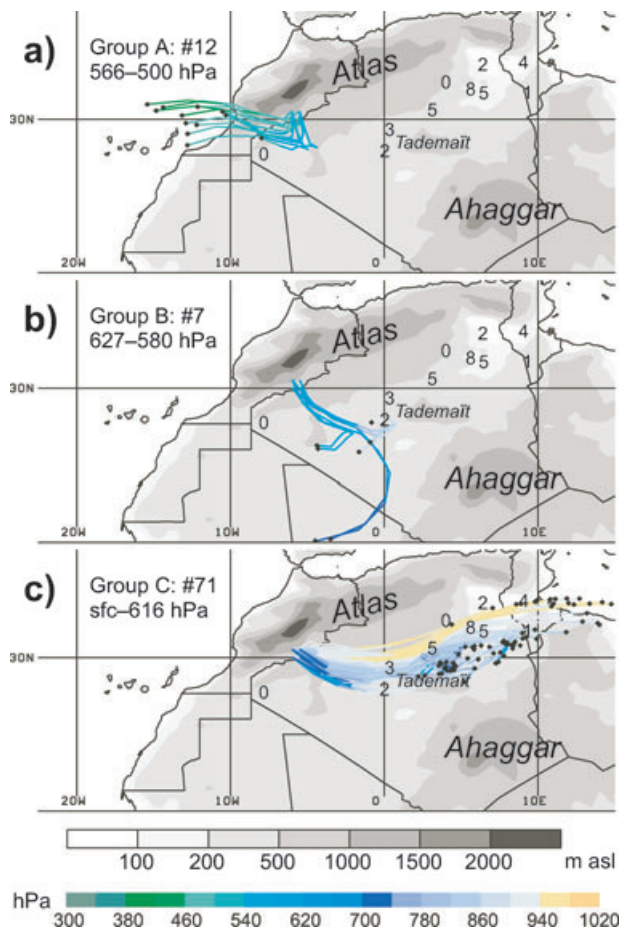 a) Group A: #12
566–500 hPa
Atlas
2 4
0
8 5 1
5
30N
3
Tademaït
0 2
Ahaggar
20W 10W 0 10E
b) Group B: #7
627–580 hPa
Atlas
2 4
0
8 5 1
5
30N
3
Tademaït
0 2
Ahaggar
20W 10W 0 10E
c) Group C: #71
sfc–616 hPa
Atlas
2 4
0
8 5 1
5
30N
3
Tademaït
0 2
Ahaggar
20W 10W 0 10E
100 200 500 1000 1500 2000 m asl
hPa
300 380 460 540 620 700 780 860 940 1020